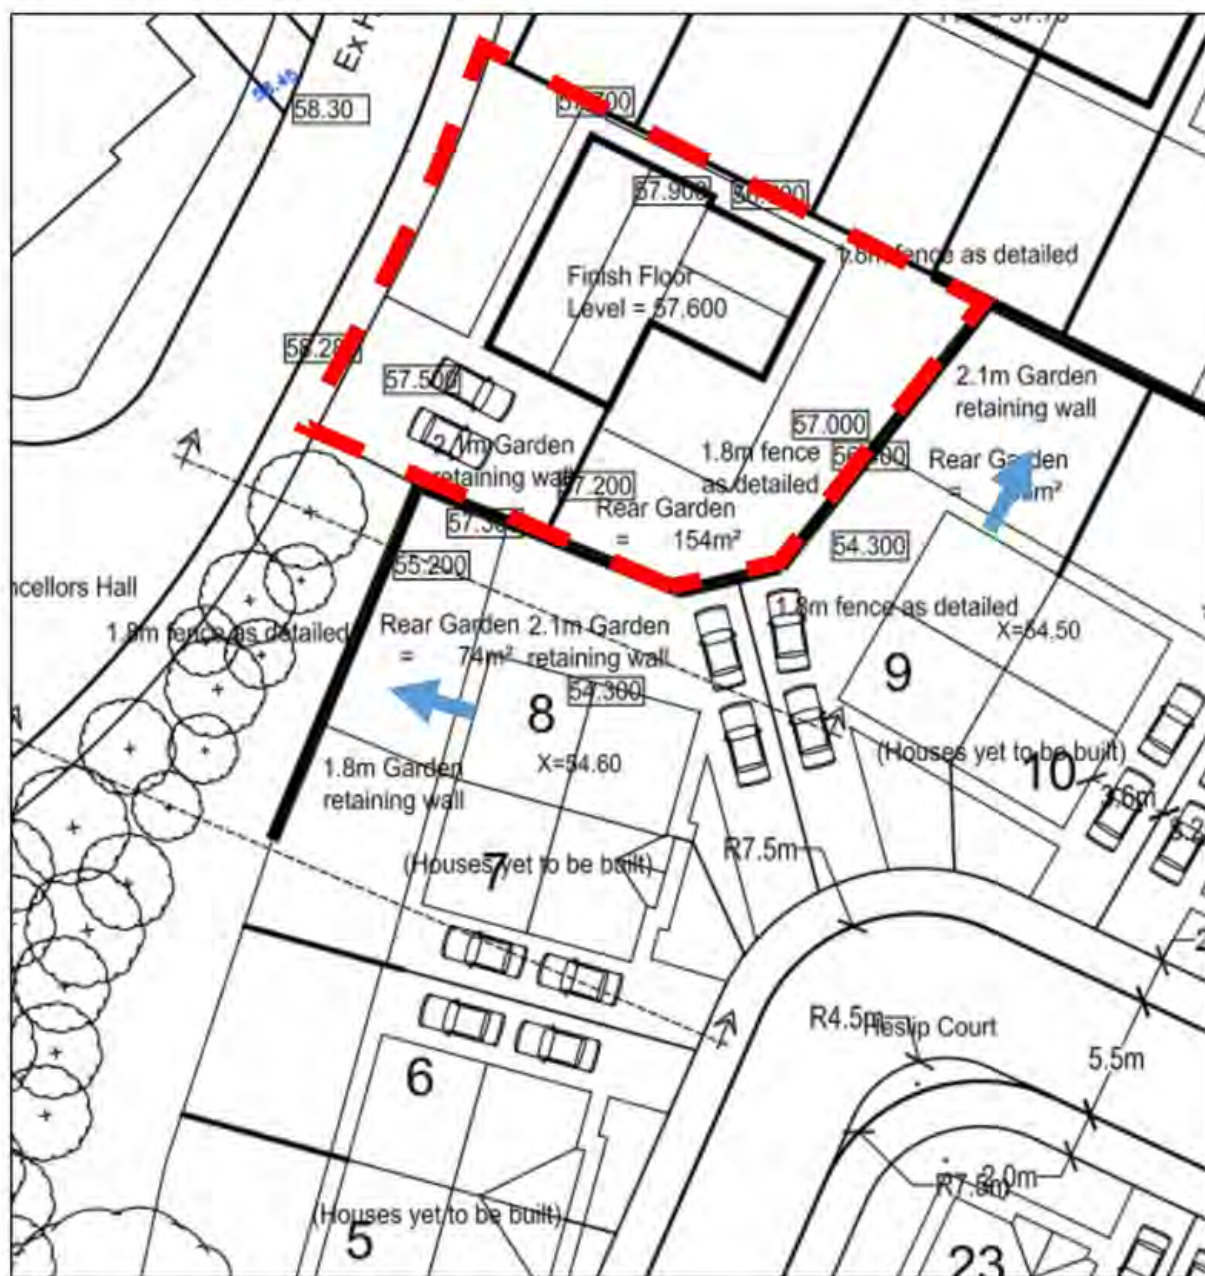 Ex H
58.30
57.900
1.8m fence as detailed
Finish Floor
Level = 57.600
57.500
2.1m Garden
retaining wall
57.000
2.1m Garden
retaining wall
1.8m fence
as detailed
Rear Garden
= m²
Rear Garden
= 154m²
54.300
55.200
ncellors Hall
1.8m fence as detailed
Rear Garden
= 74m²
2.1m Garden
retaining wall
54.300
1.8m fence as detailed
X=54.50
9
8
X=54.60
(Houses yet to be built)
10
3.6m
1.8m Garden
retaining wall
(Houses yet to be built)
7
R7.5m
R4.5m
Heslip Court
5.5m
6
2.0m
(Houses yet to be built)
5
23